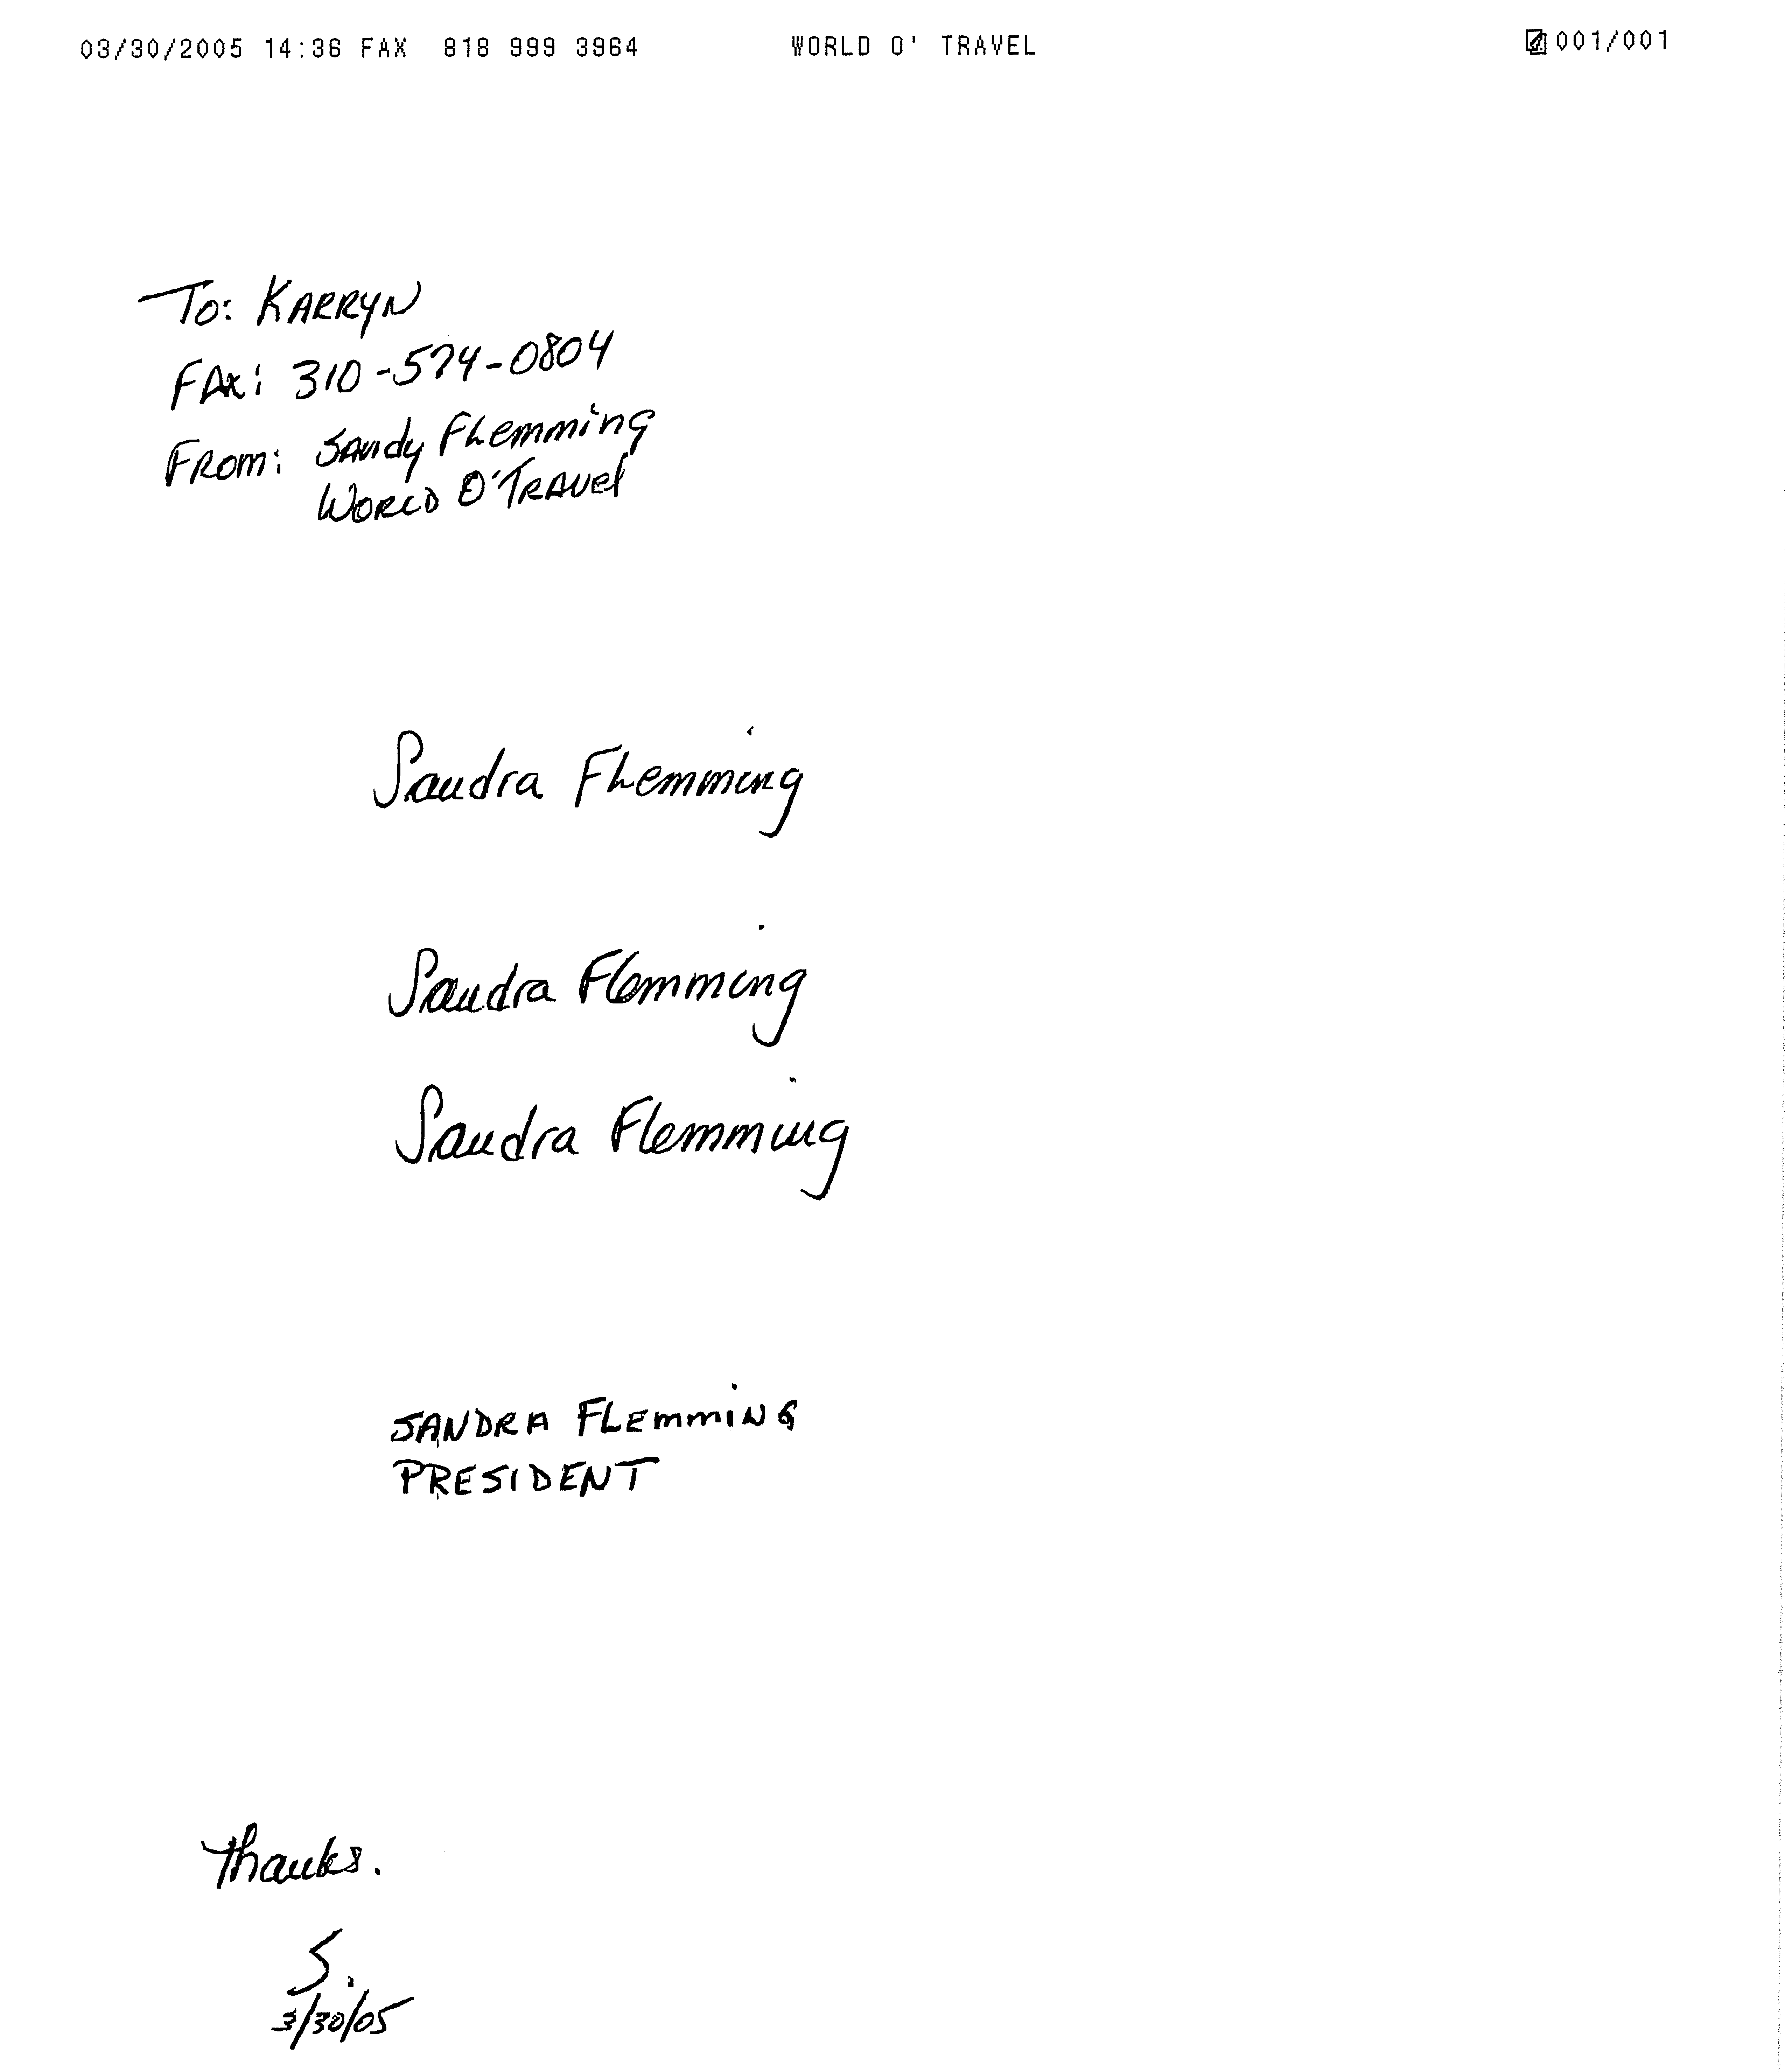 03/30/2005 14:36 FAX 818 999 3964 WORLD O' TRAVEL 001/001
To: KARRYN
FAX: 310-574-0804
FROM: Sandy Flemming
WORLD O'TRAVEL
Sandra Flemming
Sandra Flemming
Sandra Flemming
SANDRA FLEMMING
PRESIDENT
Thanks.
S.
3/30/05